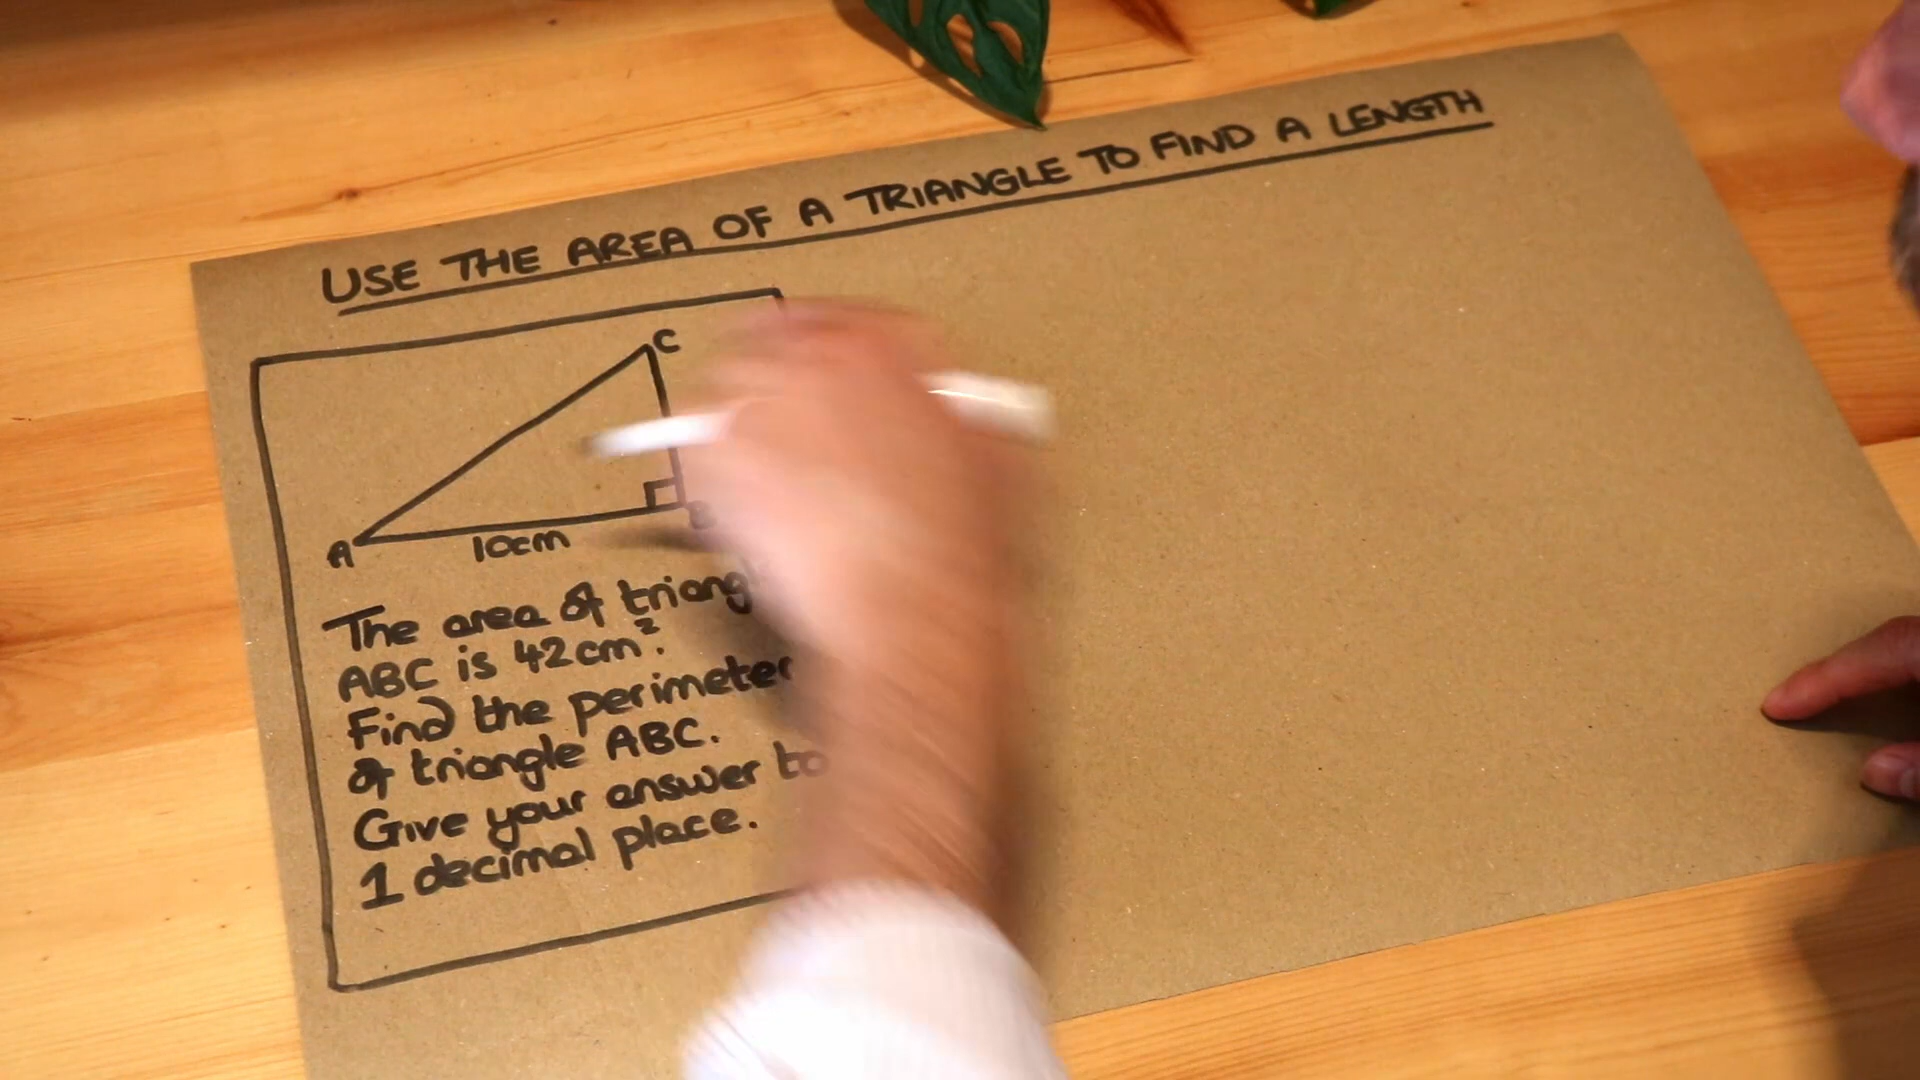 USE THE AREA OF A TRIANGLE TO FIND A LENGTH
C
A
10cm
The area of
ABC is 42cm².
Find the perimeter
of triangle ABC.
Give your answer to
1 decimal place.